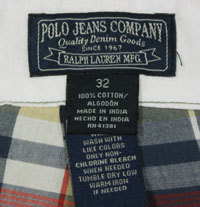 POLO JEANS COMPANY
Quality Denim Goods
SINCE 1967
RALPH LAUREN MFG.
32
100% COTTON/
ALGODÓN
MADE IN INDIA
HECHO EN INDIA
RN 41381
WASH WITH
LIKE COLORS
ONLY NON-
CHLORINE BLEACH
WHEN NEEDED
TUMBLE DRY LOW
WARM IRON
IF NEEDED